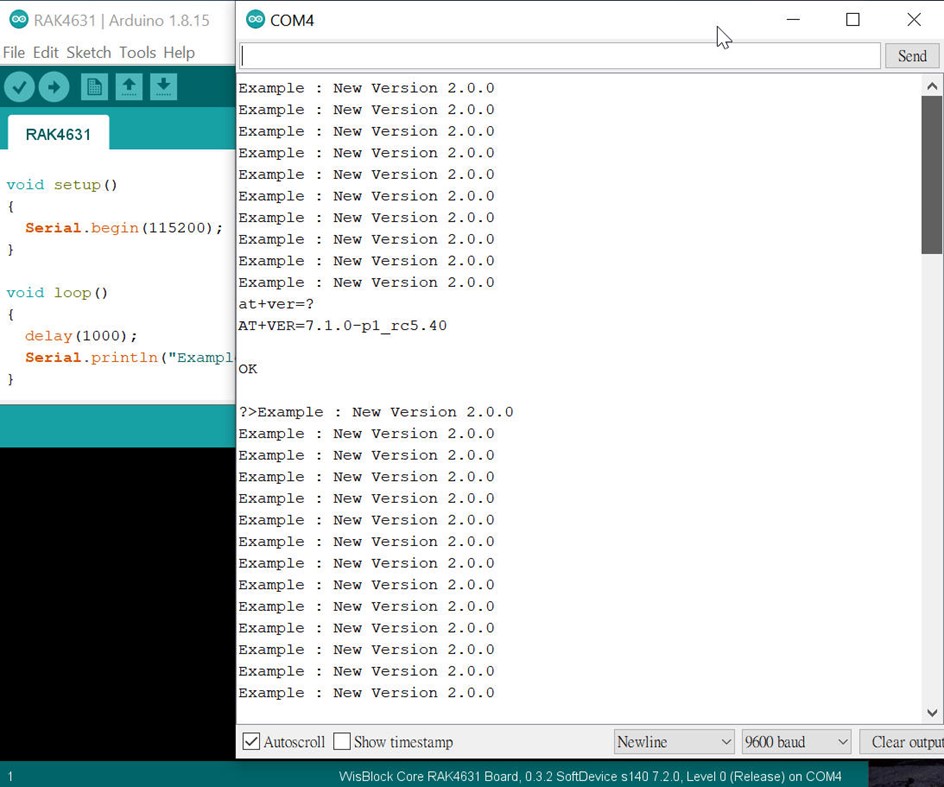 RAK4631 | Arduino 1.8.15
File Edit Sketch Tools Help
RAK4631
void setup()
{
Serial.begin(115200);
}
void loop()
{
delay(1000);
Serial.println("Exampl
}
COM4
Send
Example : New Version 2.0.0
Example : New Version 2.0.0
Example : New Version 2.0.0
Example : New Version 2.0.0
Example : New Version 2.0.0
Example : New Version 2.0.0
Example : New Version 2.0.0
Example : New Version 2.0.0
Example : New Version 2.0.0
Example : New Version 2.0.0
at+ver=?
AT+VER=7.1.0-p1_rc5.40
OK
?>Example : New Version 2.0.0
Example : New Version 2.0.0
Example : New Version 2.0.0
Example : New Version 2.0.0
Example : New Version 2.0.0
Example : New Version 2.0.0
Example : New Version 2.0.0
Example : New Version 2.0.0
Example : New Version 2.0.0
Example : New Version 2.0.0
Example : New Version 2.0.0
Example : New Version 2.0.0
Example : New Version 2.0.0
Example : New Version 2.0.0
Autoscroll Show timestamp Newline 9600 baud Clear output
1 WisBlock Core RAK4631 Board, 0.3.2 SoftDevice s140 7.2.0, Level 0 (Release) on COM4